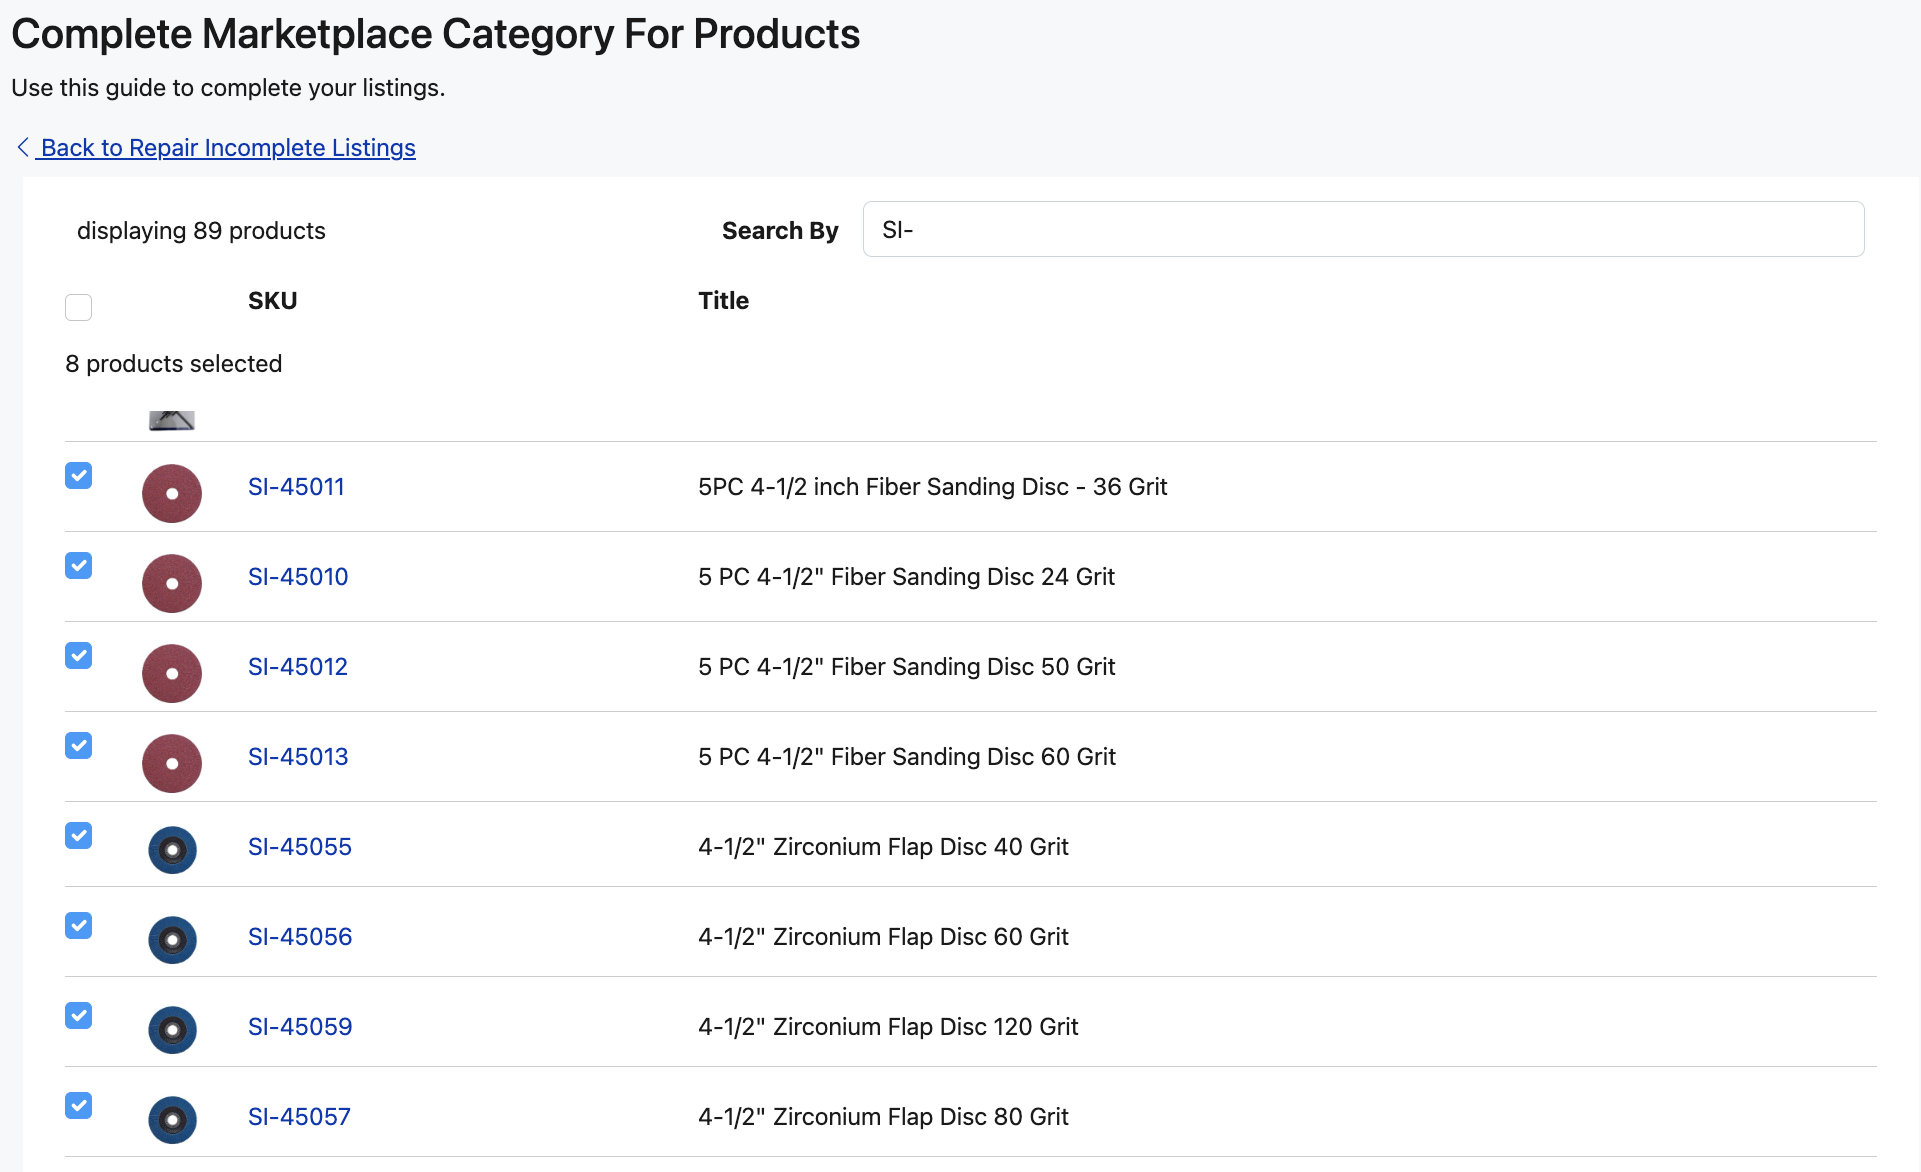 Complete Marketplace Category For Products
Use this guide to complete your listings.
Back to Repair Incomplete Listings
displaying 89 products Search By SI-
SKU Title
8 products selected
SI-45011 5PC 4-1/2 inch Fiber Sanding Disc - 36 Grit
SI-45010 5 PC 4-1/2" Fiber Sanding Disc 24 Grit
SI-45012 5 PC 4-1/2" Fiber Sanding Disc 50 Grit
SI-45013 5 PC 4-1/2" Fiber Sanding Disc 60 Grit
SI-45055 4-1/2" Zirconium Flap Disc 40 Grit
SI-45056 4-1/2" Zirconium Flap Disc 60 Grit
SI-45059 4-1/2" Zirconium Flap Disc 120 Grit
SI-45057 4-1/2" Zirconium Flap Disc 80 Grit